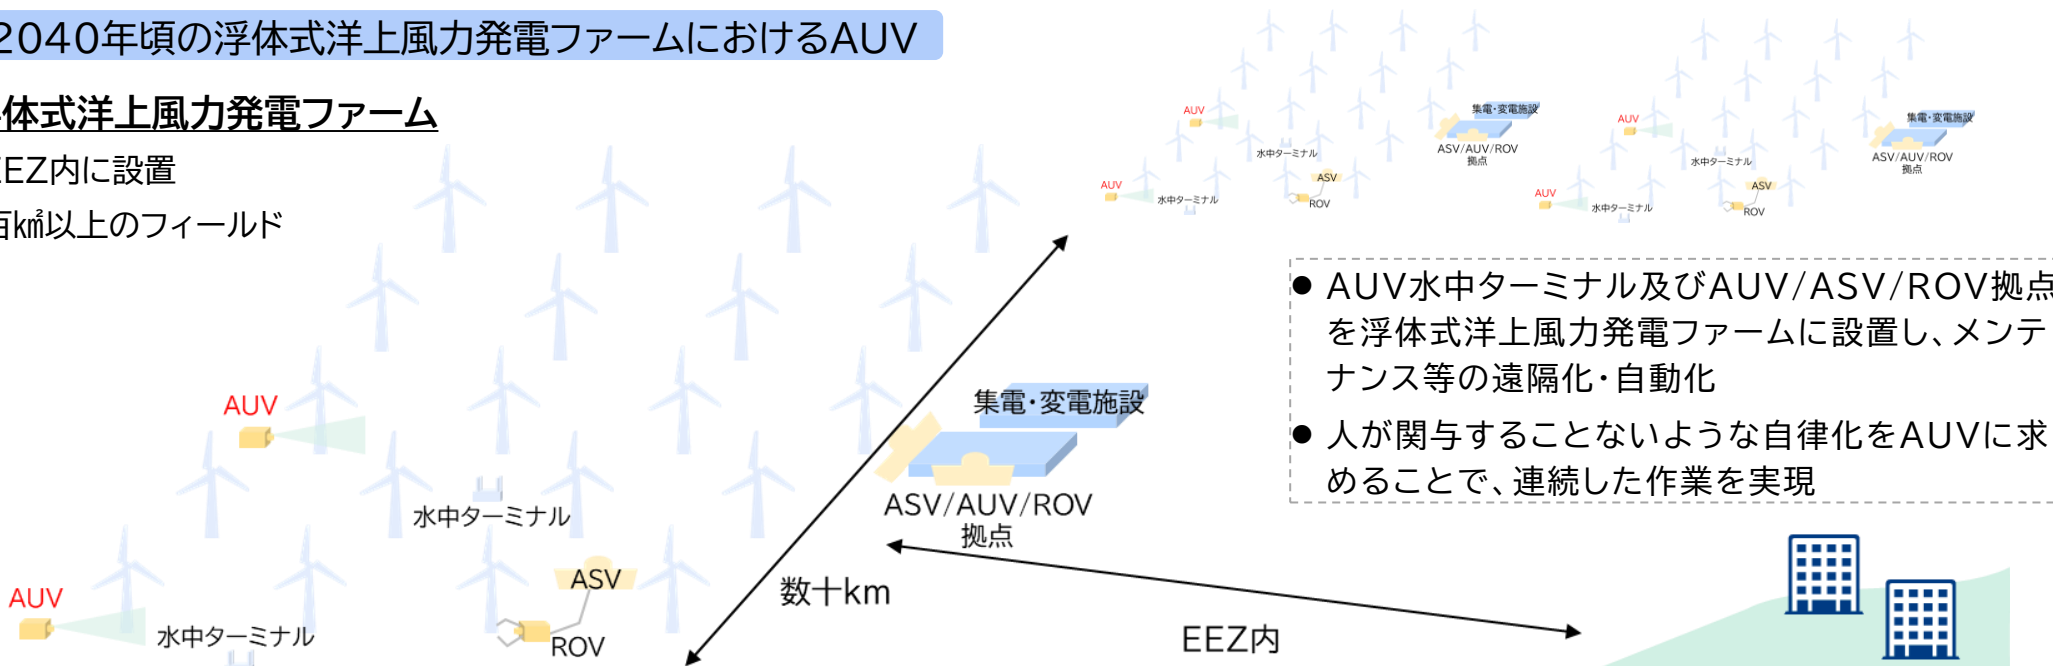 2040年頃の浮体式洋上風力発電ファームにおけるAUV
体式洋上風力発電ファーム
EEZ内に設置
百k㎡以上のフィールド
AUV
集電・変電施設
水中ターミナル
ASV/AUV/ROV
拠点
AUV
水中ターミナル
ASV
ROV
AUV
集電・変電施設
水中ターミナル
ASV/AUV/ROV
拠点
AUV
水中ターミナル
ASV
ROV
● AUV水中ターミナル及びAUV/ASV/ROV拠点
を浮体式洋上風力発電ファームに設置し、メンテ
ナンス等の遠隔化・自動化
● 人が関与することないような自律化をAUVに求
めることで、連続した作業を実現
AUV
集電・変電施設
水中ターミナル
ASV/AUV/ROV
拠点
AUV
水中ターミナル
ASV
ROV
数十km
EEZ内